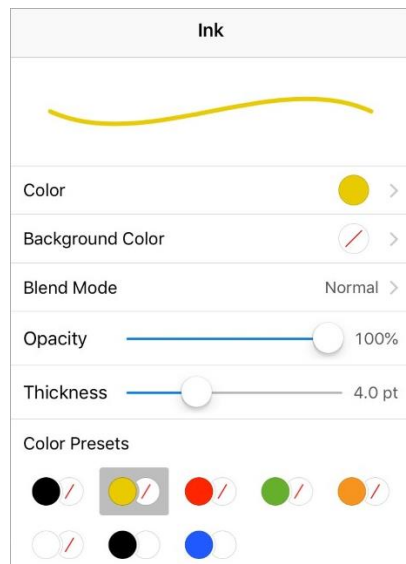 Ink
Color
Background Color
Blend Mode Normal
Opacity 100%
Thickness 4.0 pt
Color Presets